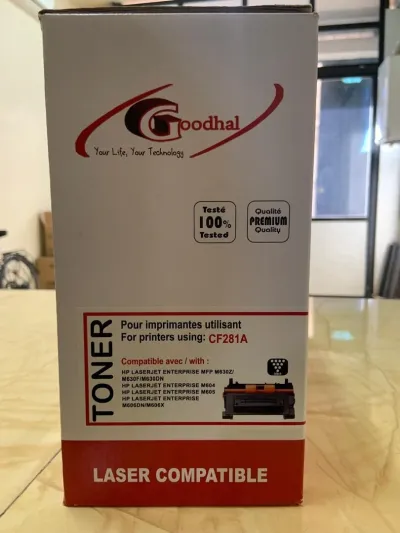 Goodhal
Your Life, Your Technology
Testé
100%
Tested
Qualité
PREMIUM
Quality
TONER
Pour imprimantes utilisant
For printers using: CF281A
Compatible avec / with :
HP LASERJET ENTERPRISE MFP M630Z/
M630F/M630DN
HP LASERJET ENTERPRISE M604
HP LASERJET ENTERPRISE M605
HP LASERJET ENTERPRISE
M606DN/M606X
LASER COMPATIBLE